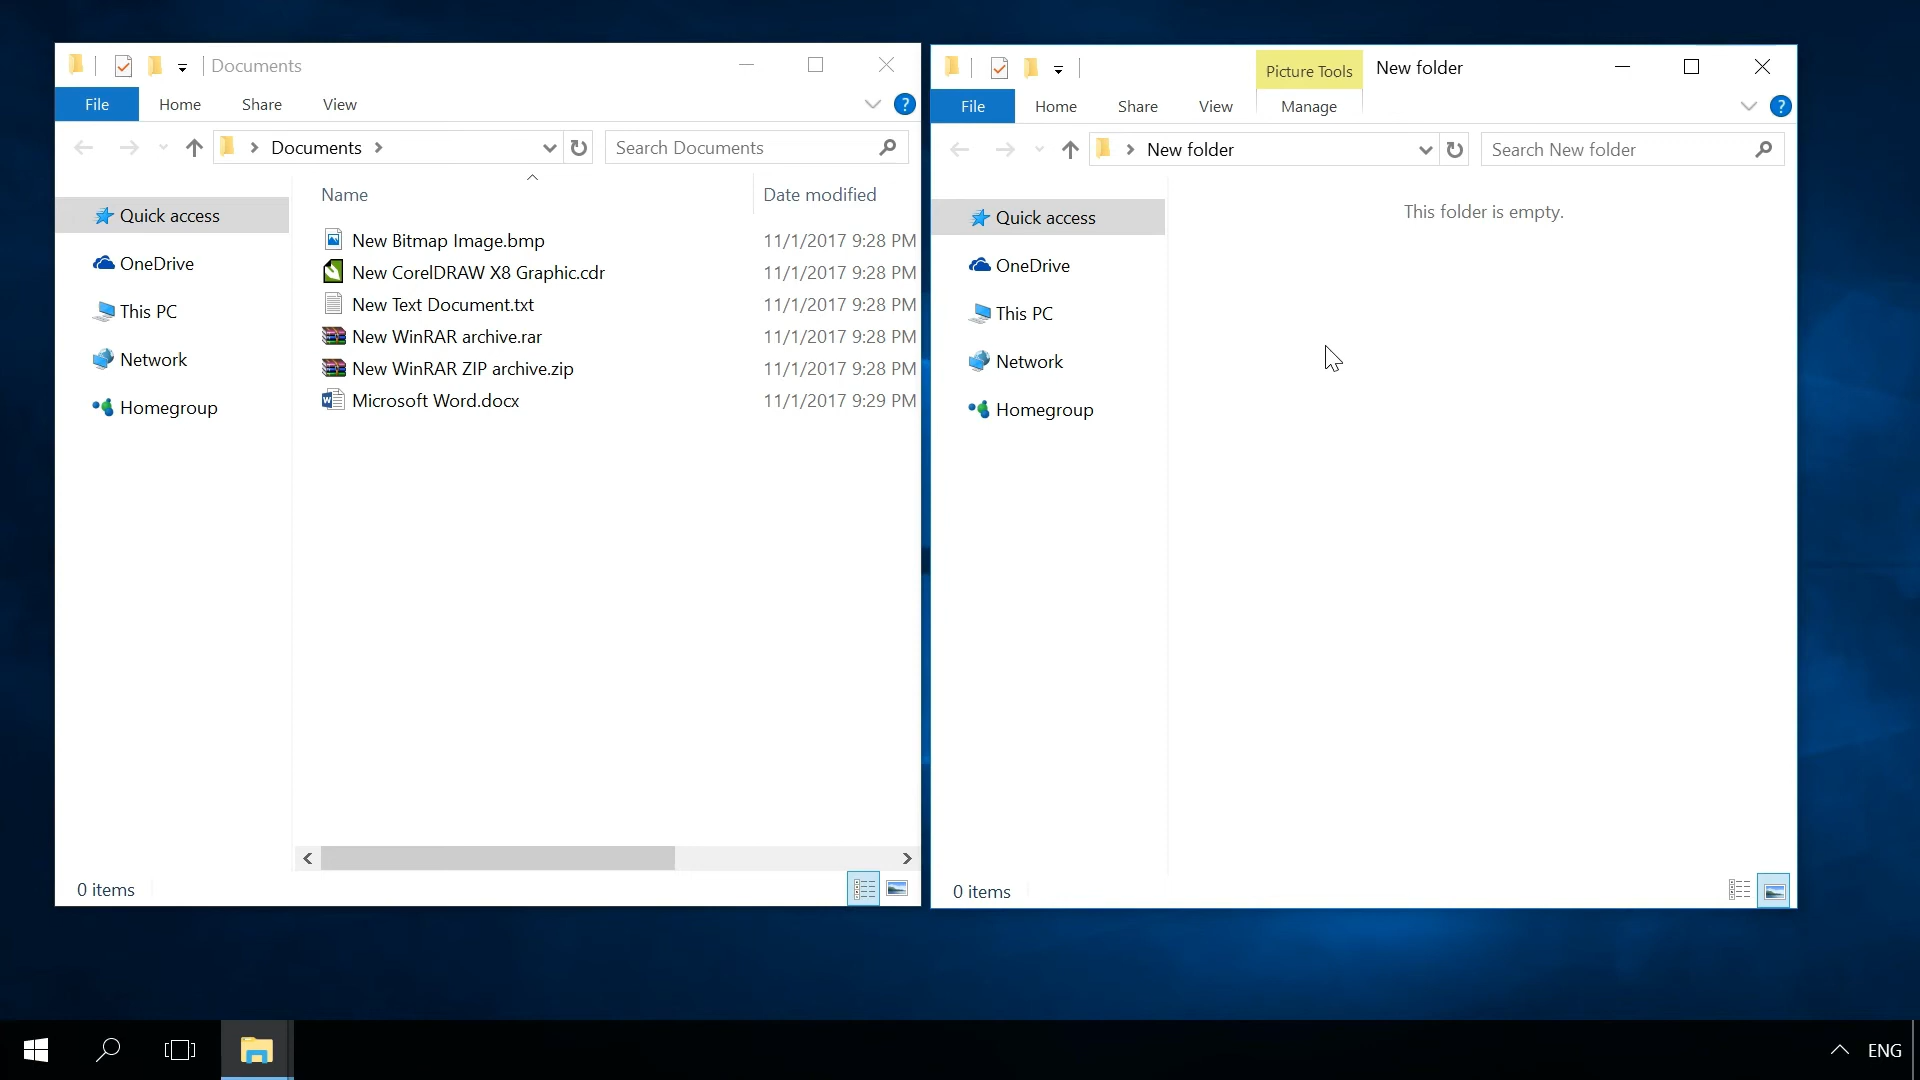 Documents
File Home Share View
Documents
Search Documents
Name Date modified
Quick access
OneDrive
This PC
Network
Homegroup
New Bitmap Image.bmp 11/1/2017 9:28 PM
New CorelDRAW X8 Graphic.cdr 11/1/2017 9:28 PM
New Text Document.txt 11/1/2017 9:28 PM
New WinRAR archive.rar 11/1/2017 9:28 PM
New WinRAR ZIP archive.zip 11/1/2017 9:28 PM
Microsoft Word.docx 11/1/2017 9:29 PM
0 items
Picture Tools New folder
File Home Share View Manage
New folder
Search New folder
This folder is empty.
Quick access
OneDrive
This PC
Network
Homegroup
0 items
ENG